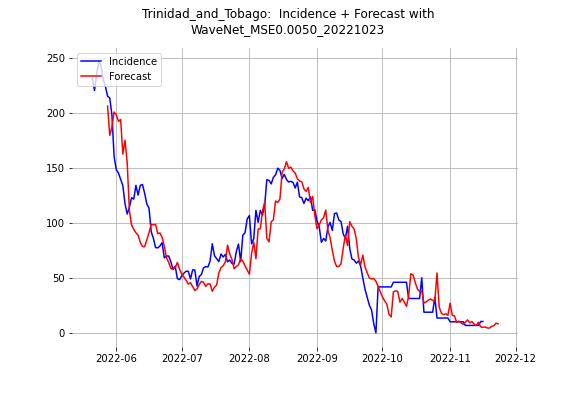 Trinidad_and_Tobago:  Incidence + Forecast with
WaveNet_MSE0.0050_20221023
Incidence
Forecast
250
200
150
100
50
0
2022-06 2022-07 2022-08 2022-09 2022-10 2022-11 2022-12